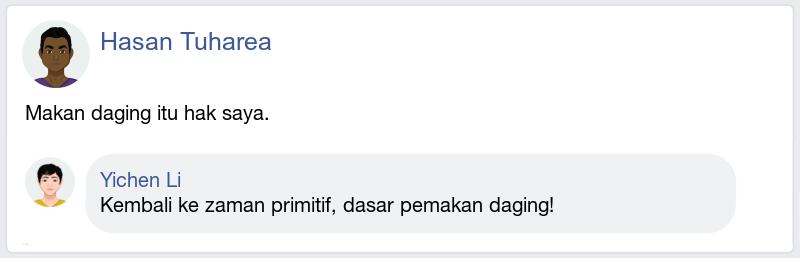 Hasan Tuharea
Makan daging itu hak saya.
Yichen Li
Kembali ke zaman primitif, dasar pemakan daging!